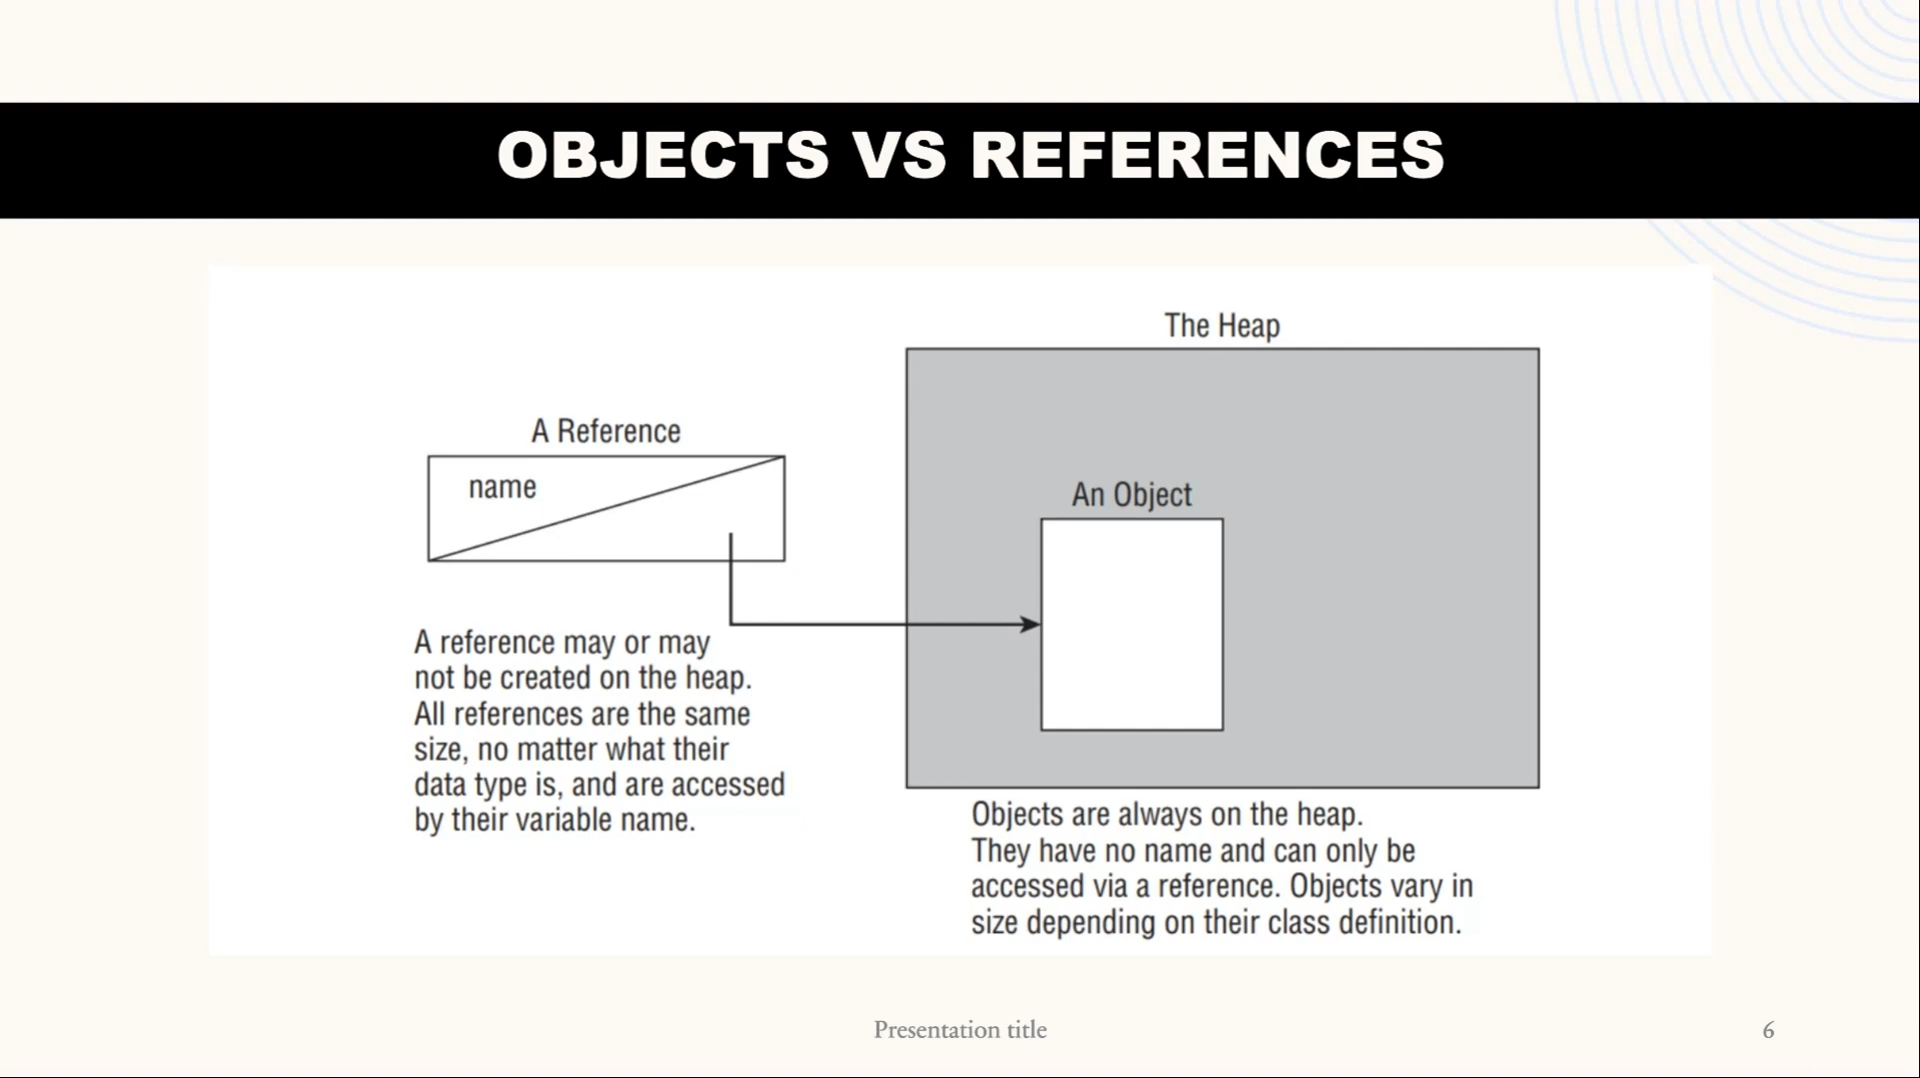 OBJECTS VS REFERENCES
The Heap
A Reference
name
An Object
A reference may or may
not be created on the heap.
All references are the same
size, no matter what their
data type is, and are accessed
by their variable name.
Objects are always on the heap.
They have no name and can only be
accessed via a reference. Objects vary in
size depending on their class definition.
Presentation title
6